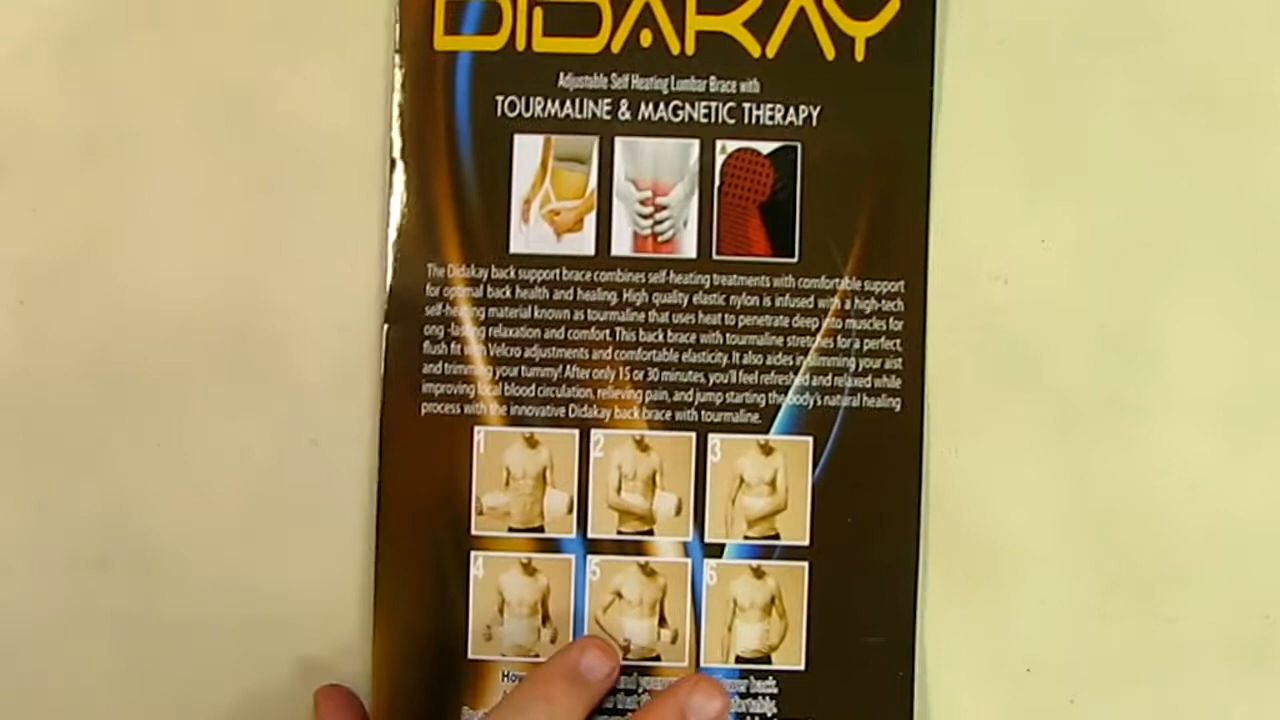 DIDAKAY
Adjustable Self Heating Lumbar Brace with
TOURMALINE & MAGNETIC THERAPY
The Didakay back support brace combines self-heating treatments with comfortable support
for optimal back health and healing. High quality elastic nylon is infused with a high-tech
self-heating material known as tourmaline that uses heat to penetrate deep into muscles for
ong -lasting relaxation and comfort. This back brace with tourmaline stretches for a perfect,
flush fit with Velcro adjustments and comfortable elasticity. It also aides in slimming your aist
and trimming your tummy! After only 15 or 30 minutes, you'll feel refreshed and relaxed while
improving local blood circulation, relieving pain, and jump starting the body's natural healing
process with the innovative Didakay back brace with tourmaline.
1 2 3
4 5 6
back.
so that